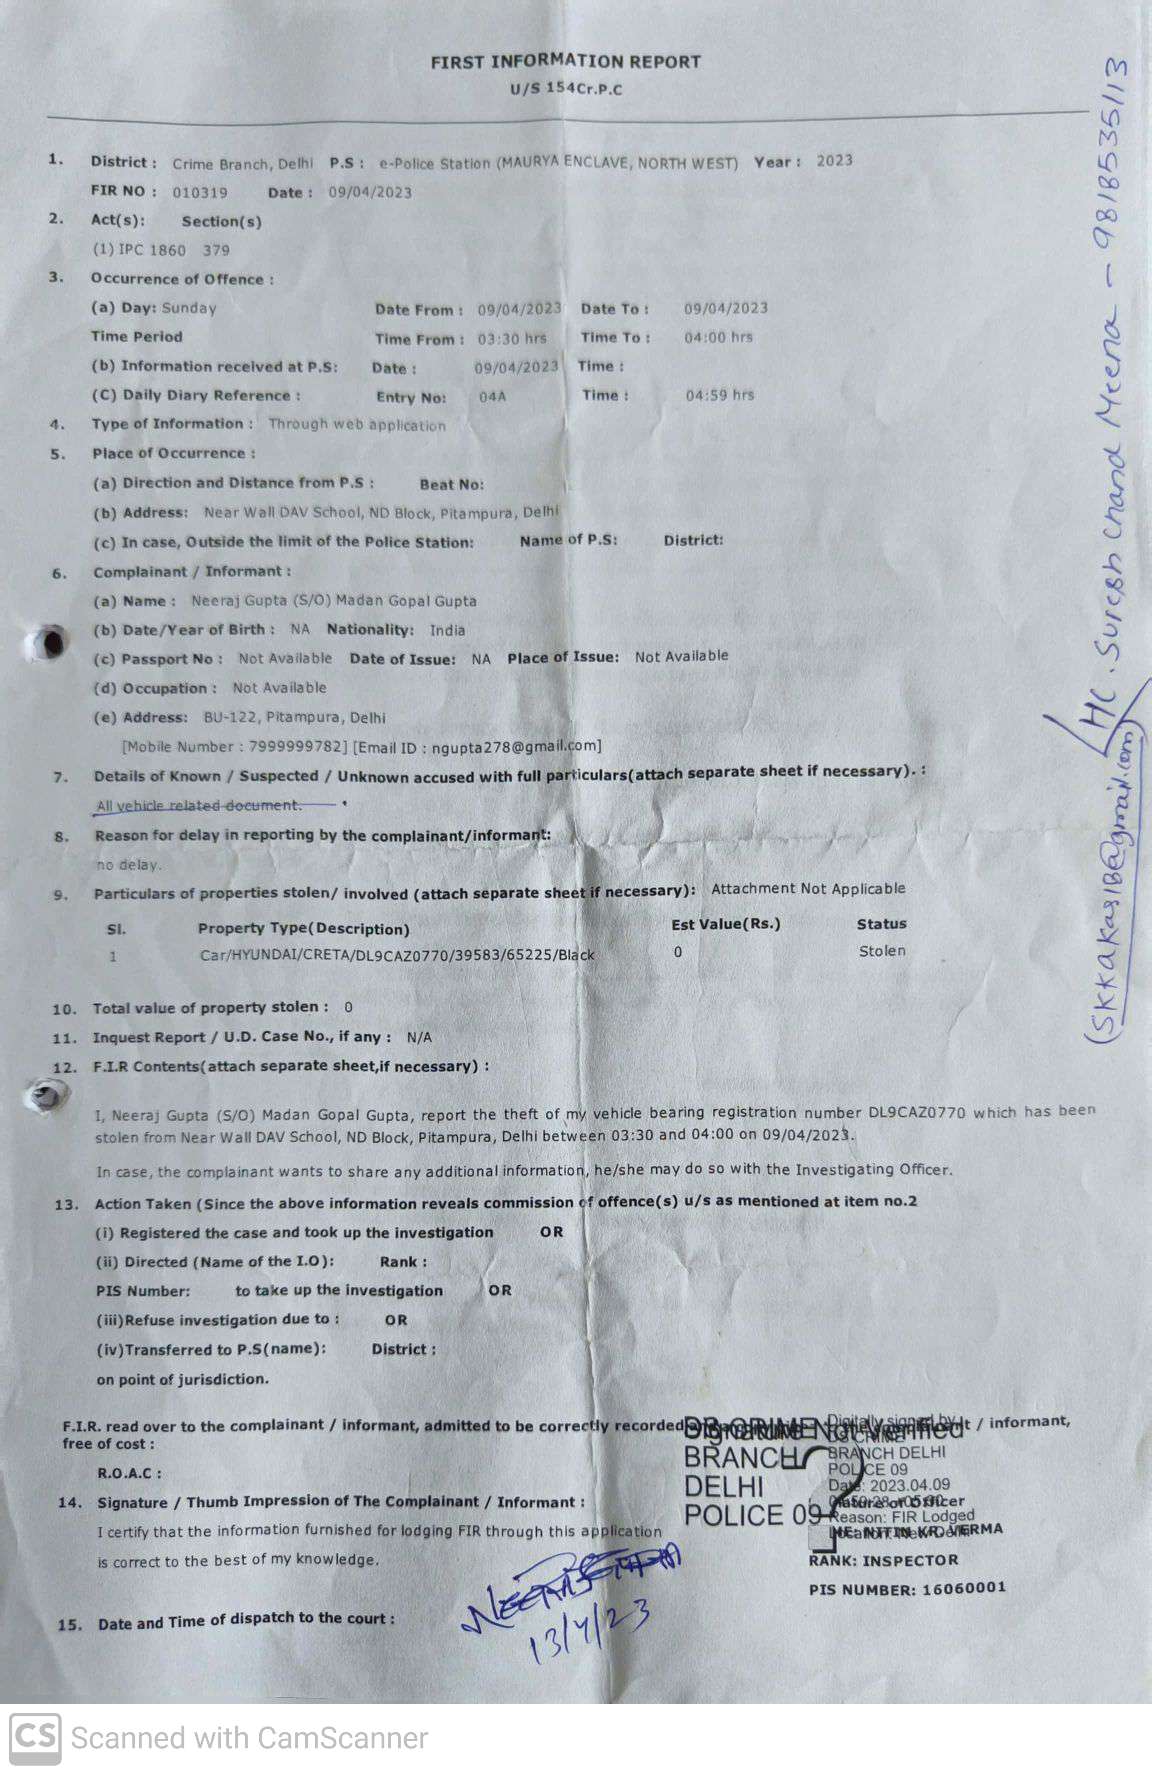 FIRST INFORMATION REPORT
U/S 154Cr.P.C
1. District : Crime Branch, Delhi P.S : e-Police Station (MAURYA ENCLAVE, NORTH WEST) Year : 2023
FIR NO : 010319 Date : 09/04/2023
2. Act(s): Section(s)
(1) IPC 1860 379
3. Occurrence of Offence :
(a) Day: Sunday Date From : 09/04/2023 Date To : 09/04/2023
Time Period Time From : 03:30 hrs Time To : 04:00 hrs
(b) Information received at P.S: Date : 09/04/2023 Time :
(C) Daily Diary Reference : Entry No: 04A Time : 04:59 hrs
4. Type of Information : Through web application
5. Place of Occurrence :
(a) Direction and Distance from P.S : Beat No:
(b) Address: Near Wall DAV School, ND Block, Pitampura, Delhi
(c) In case, Outside the limit of the Police Station: Name of P.S: District:
6. Complainant / Informant :
(a) Name : Neeraj Gupta (S/O) Madan Gopal Gupta
(b) Date/Year of Birth : NA Nationality: India
(c) Passport No : Not Available Date of Issue: NA Place of Issue: Not Available
(d) Occupation : Not Available
(e) Address: BU-122, Pitampura, Delhi
[Mobile Number : 7999999782] [Email ID : ngupta278@gmail.com]
7. Details of Known / Suspected / Unknown accused with full particulars(attach separate sheet if necessary). :
All vehicle related document.
8. Reason for delay in reporting by the complainant/informant:
no delay.
9. Particulars of properties stolen/ involved (attach separate sheet if necessary): Attachment Not Applicable
Sl. Property Type(Description) Est Value(Rs.) Status
1 Car/HYUNDAI/CRETA/DL9CAZ0770/39583/65225/Black 0 Stolen
10. Total value of property stolen : 0
11. Inquest Report / U.D. Case No., if any : N/A
12. F.I.R Contents(attach separate sheet,if necessary) :
I, Neeraj Gupta (S/O) Madan Gopal Gupta, report the theft of my vehicle bearing registration number DL9CAZ0770 which has been
stolen from Near Wall DAV School, ND Block, Pitampura, Delhi between 03:30 and 04:00 on 09/04/2023.
In case, the complainant wants to share any additional information, he/she may do so with the Investigating Officer.
13. Action Taken (Since the above information reveals commission of offence(s) u/s as mentioned at item no.2
(i) Registered the case and took up the investigation OR
(ii) Directed (Name of the I.O): Rank :
PIS Number: to take up the investigation OR
(iii)Refuse investigation due to : OR
(iv)Transferred to P.S(name): District :
on point of jurisdiction.
F.I.R. read over to the complainant / informant, admitted to be correctly recorded / informant,
free of cost :
R.O.A.C :
DS CRIME
BRANCH
DELHI
POLICE 09
Signature Not Verified
Digitally signed by
DS CRIME
BRANCH DELHI
POLICE 09
Date: 2023.04.09
Reason: FIR Lodged
14. Signature / Thumb Impression of The Complainant / Informant :
I certify that the information furnished for lodging FIR through this application
is correct to the best of my knowledge.
NITIN KR. VERMA
RANK: INSPECTOR
PIS NUMBER: 16060001
13/4/23
15. Date and Time of dispatch to the court :
HC. Suresh Chand Meena - 9818535113
(SKKAKas18@gmail.com)
CS Scanned with CamScanner